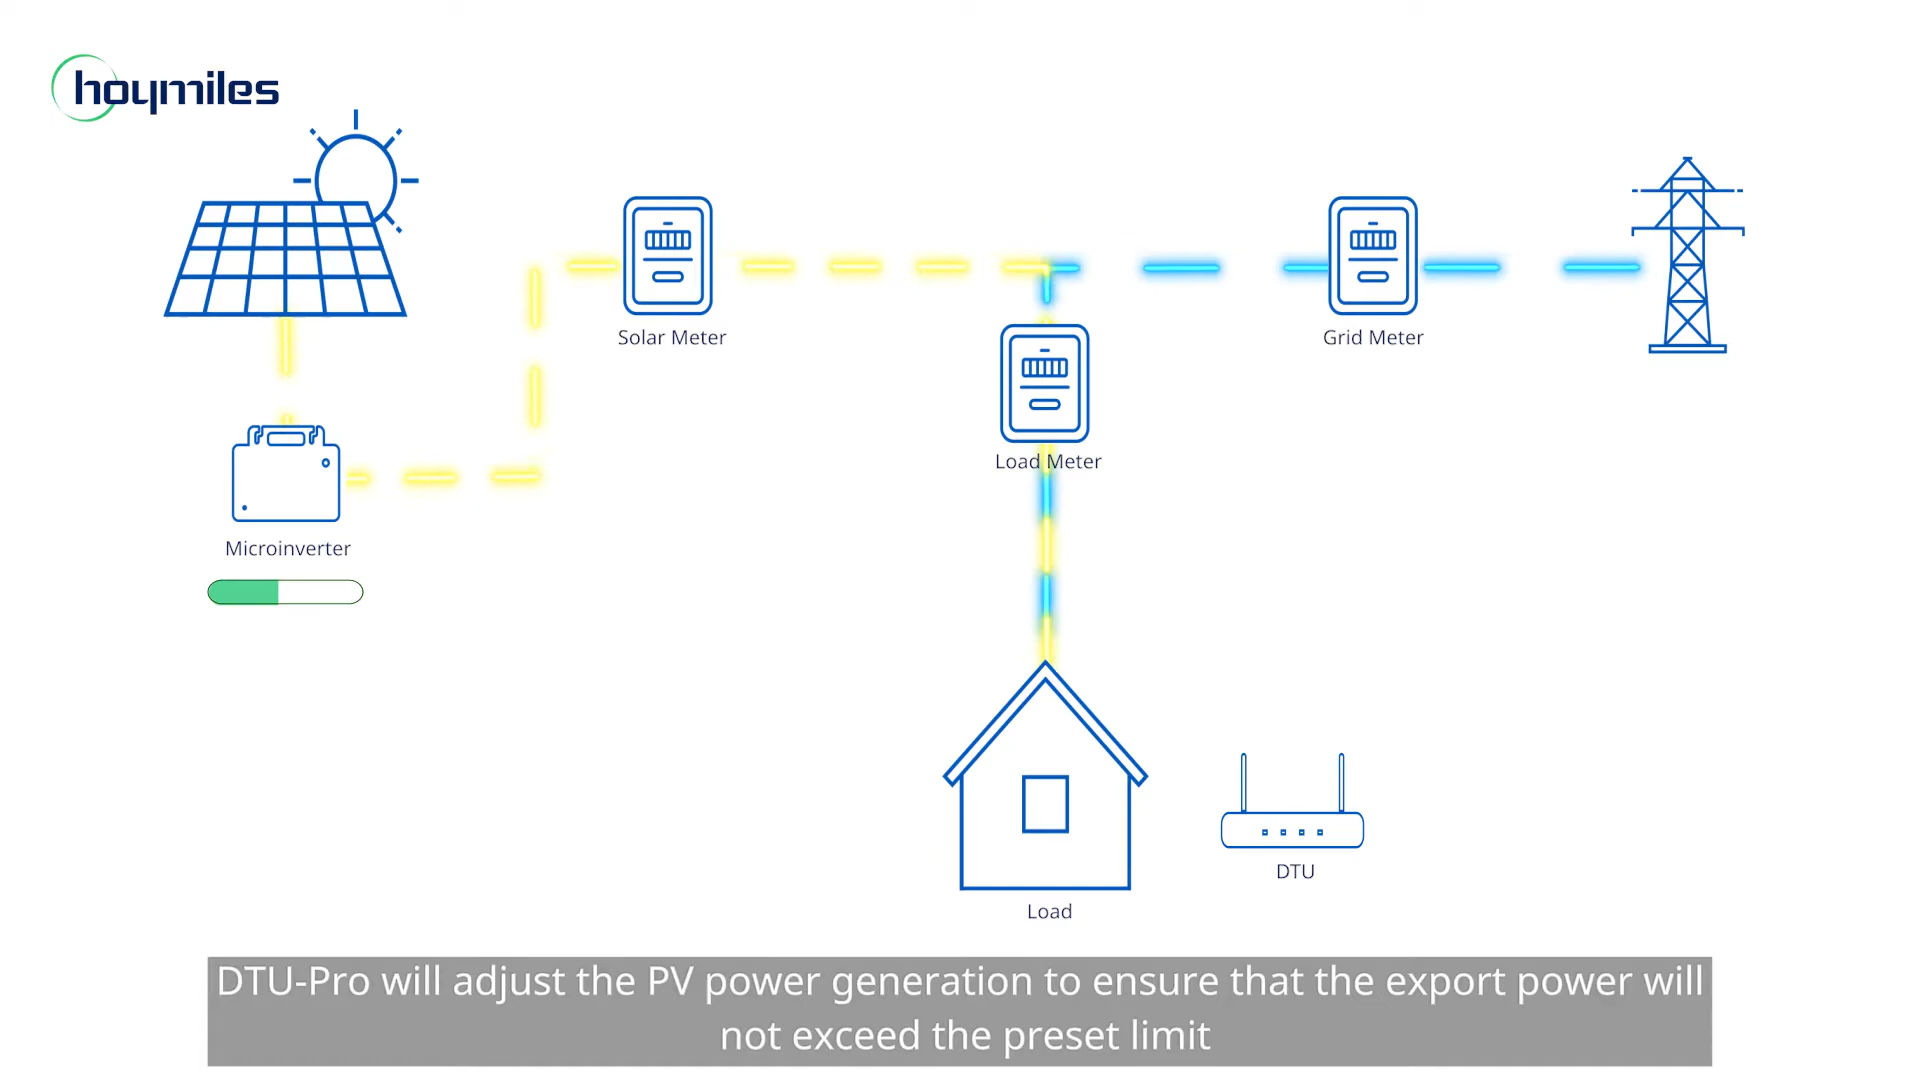 hoymiles
Solar Meter
Grid Meter
Load Meter
Microinverter
DTU
Load
DTU-Pro will adjust the PV power generation to ensure that the export power will
not exceed the preset limit